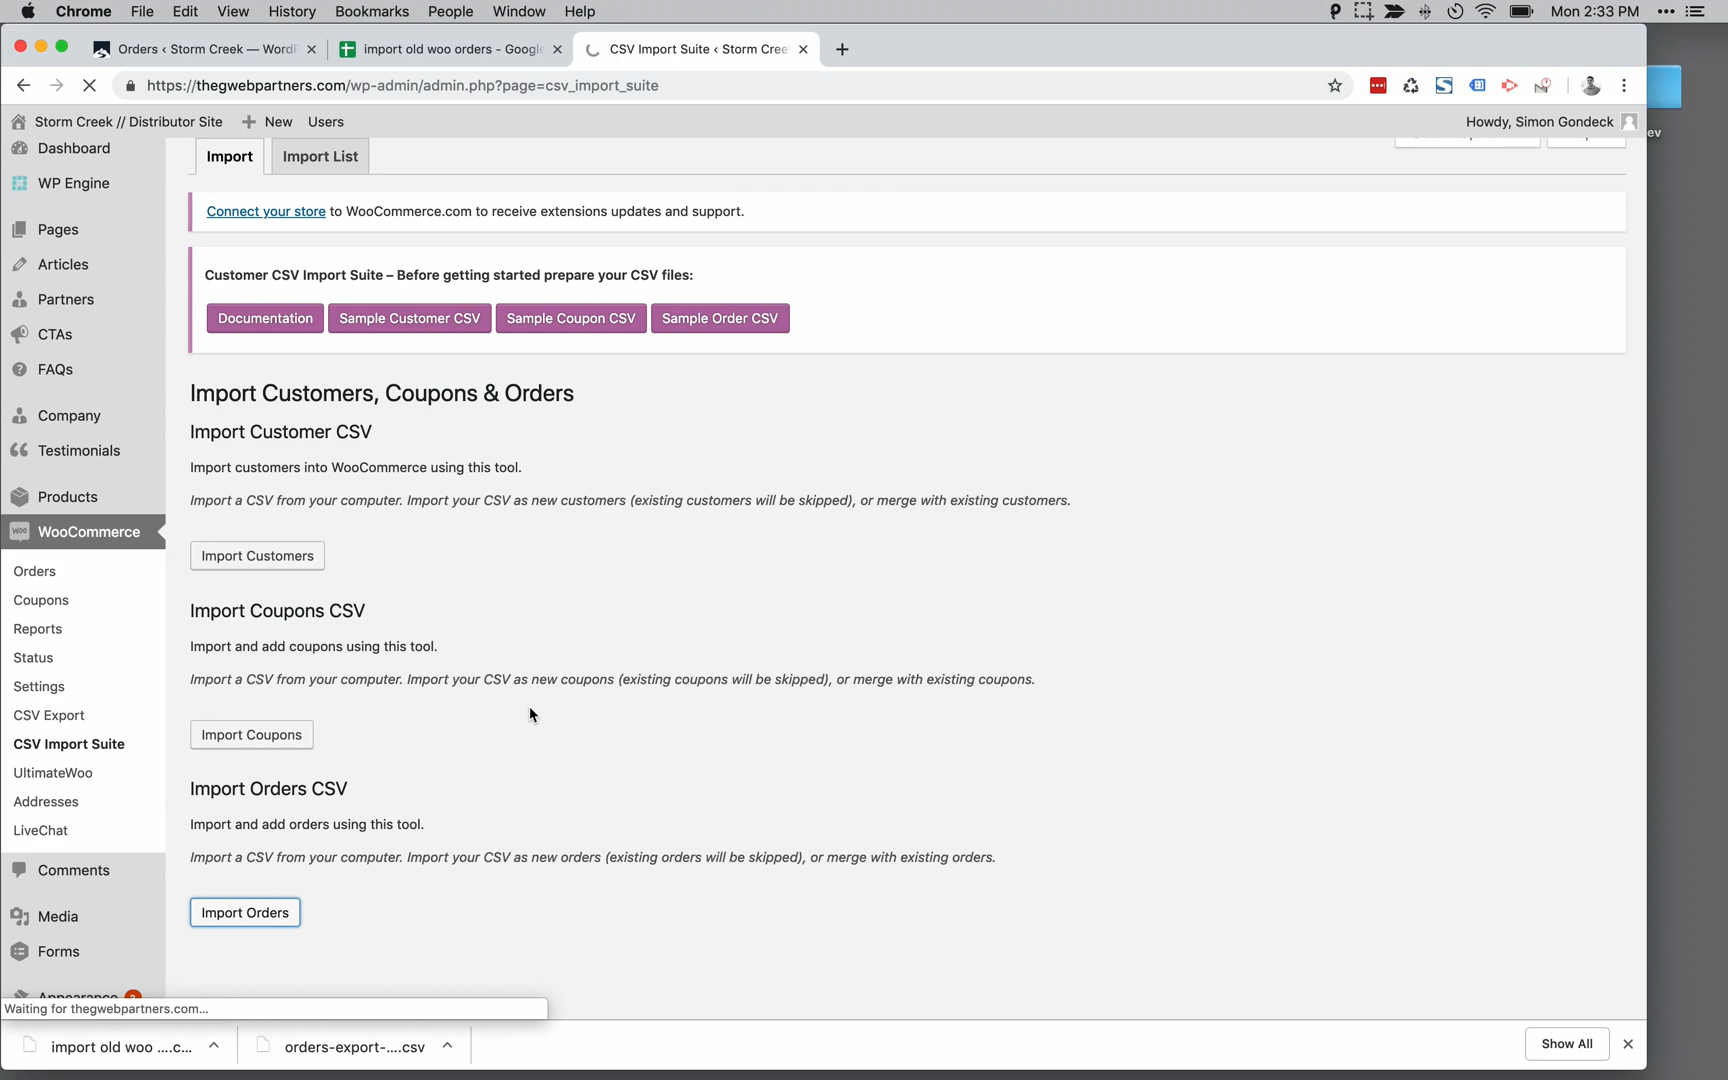 Chrome File Edit View History Bookmarks People Window Help
Mon 2:33 PM
Orders ‹ Storm Creek — WordP
import old woo orders - Google
CSV Import Suite ‹ Storm Cree
https://thegwebpartners.com/wp-admin/admin.php?page=csv_import_suite
Storm Creek // Distributor Site
New
Users
Howdy, Simon Gondeck
ev
Dashboard
WP Engine
Pages
Articles
Partners
CTAs
FAQs
Company
Testimonials
Products
WooCommerce
Orders
Coupons
Reports
Status
Settings
CSV Export
CSV Import Suite
UltimateWoo
Addresses
LiveChat
Comments
Media
Forms
Appearance
Import
Import List
Connect your store to WooCommerce.com to receive extensions updates and support.
Customer CSV Import Suite – Before getting started prepare your CSV files:
Documentation
Sample Customer CSV
Sample Coupon CSV
Sample Order CSV
Import Customers, Coupons & Orders
Import Customer CSV
Import customers into WooCommerce using this tool.
Import a CSV from your computer. Import your CSV as new customers (existing customers will be skipped), or merge with existing customers.
Import Customers
Import Coupons CSV
Import and add coupons using this tool.
Import a CSV from your computer. Import your CSV as new coupons (existing coupons will be skipped), or merge with existing coupons.
Import Coupons
Import Orders CSV
Import and add orders using this tool.
Import a CSV from your computer. Import your CSV as new orders (existing orders will be skipped), or merge with existing orders.
Import Orders
Waiting for thegwebpartners.com...
import old woo ....c...
orders-export-....csv
Show All